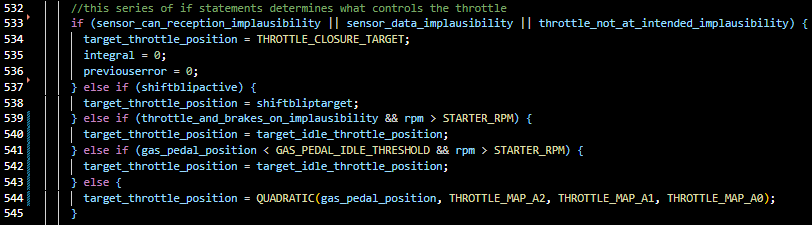 532 //this series of if statements determines what controls the throttle
533 if (sensor_can_reception_implausibility || sensor_data_implausibility || throttle_not_at_intended_implausibility) {
534 target_throttle_position = THROTTLE_CLOSURE_TARGET;
535 integral = 0;
536 previouserror = 0;
537 } else if (shiftblipactive) {
538 target_throttle_position = shiftbliptarget;
539 } else if (throttle_and_brakes_on_implausibility && rpm > STARTER_RPM) {
540 target_throttle_position = target_idle_throttle_position;
541 } else if (gas_pedal_position < GAS_PEDAL_IDLE_THRESHOLD && rpm > STARTER_RPM) {
542 target_throttle_position = target_idle_throttle_position;
543 } else {
544 target_throttle_position = QUADRATIC(gas_pedal_position, THROTTLE_MAP_A2, THROTTLE_MAP_A1, THROTTLE_MAP_A0);
545 }